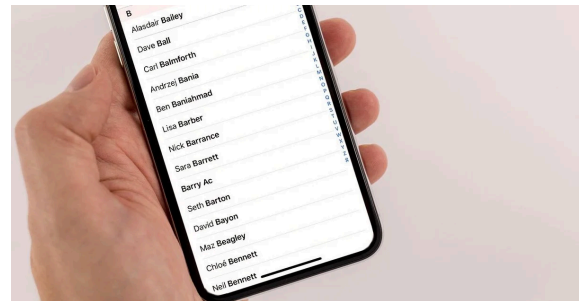 B
Alasdair Bailey
Dave Ball
Carl Balmforth
Andrzej Bania
Ben Baniahmad
Lisa Barber
Nick Barrance
Sara Barrett
Barry Ac
Seth Barton
David Bayon
Maz Beagley
Chloé Bennett
Neil Bennett
C
D
E
F
G
H
I
J
K
L
M
N
O
P
Q
R
S
T
U
V
W
X
Y
Z
#